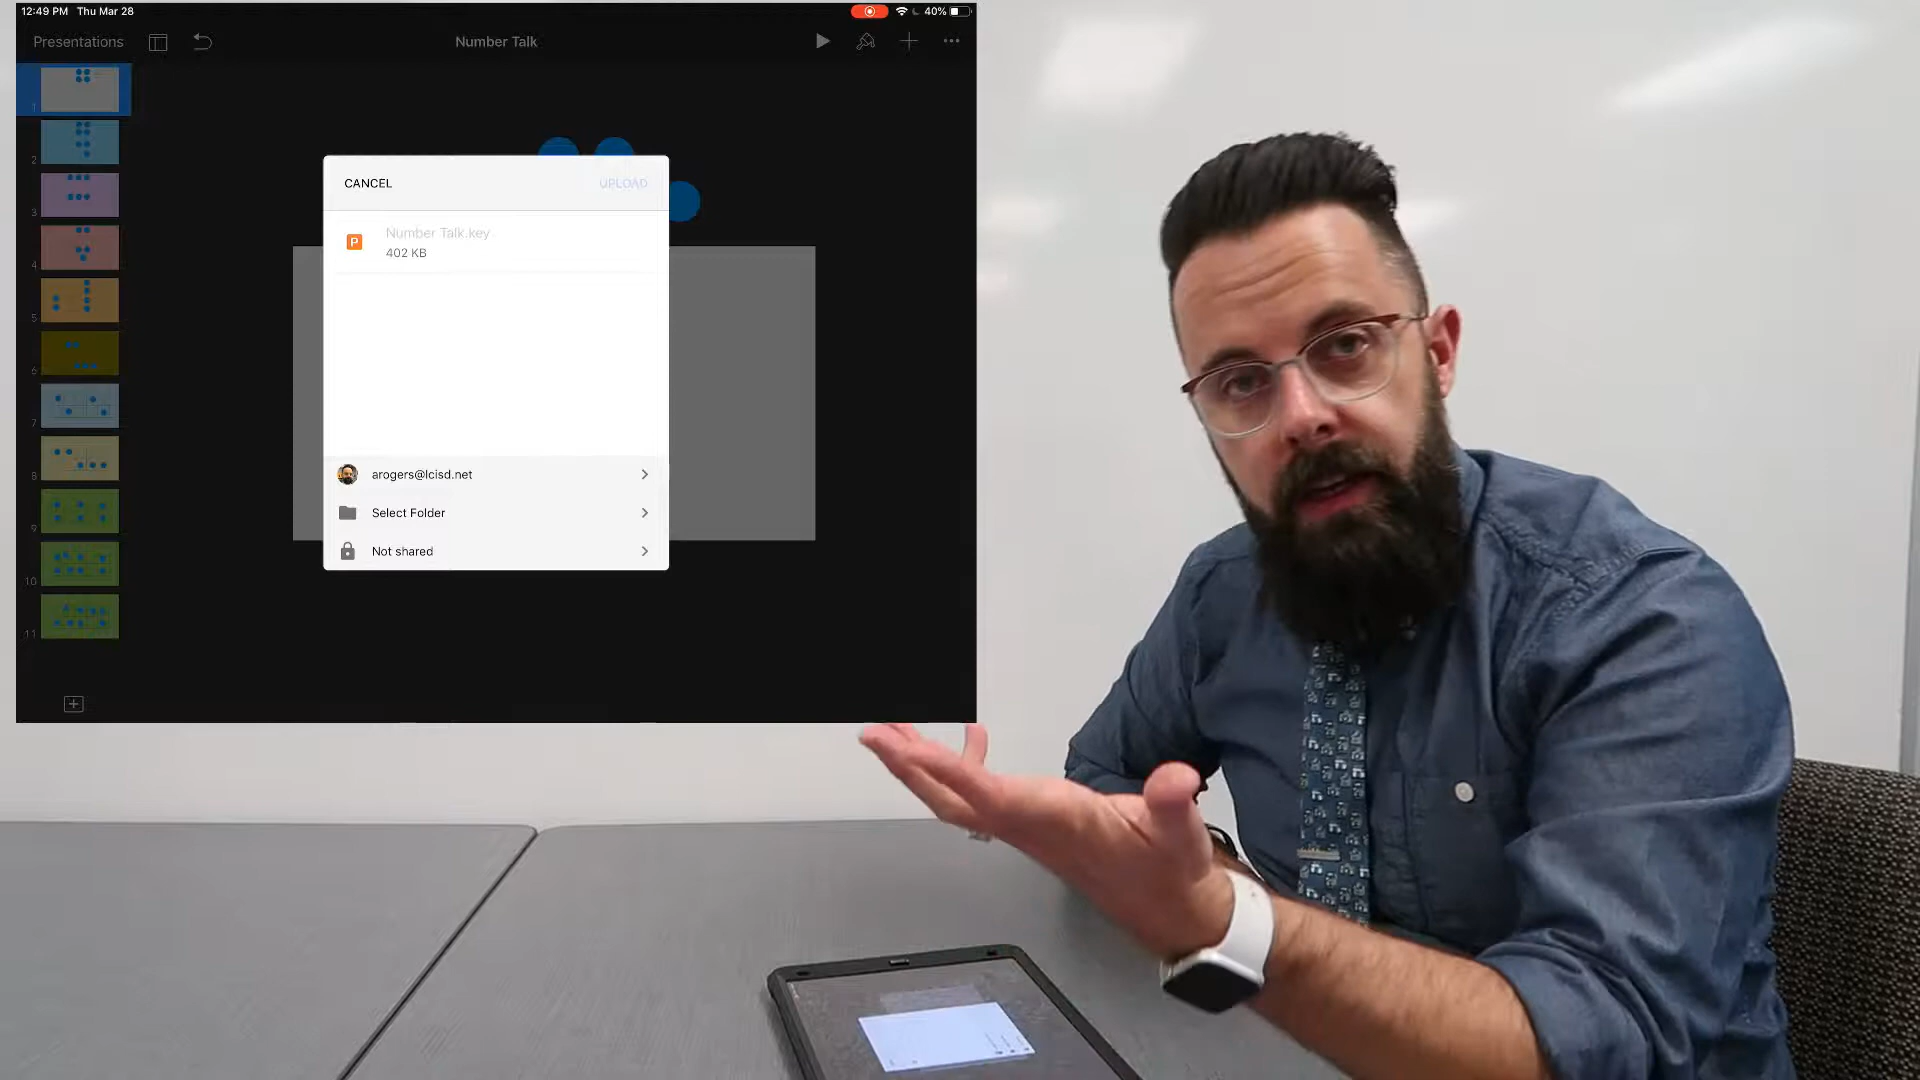 12:49 PM Thu Mar 28
40%
Presentations
Number Talk
1
2
3
4
5
6
7
8
9
10
11
CANCEL
UPLOAD
P
Number Talk.key
402 KB
arogers@lcisd.net
Select Folder
Not shared